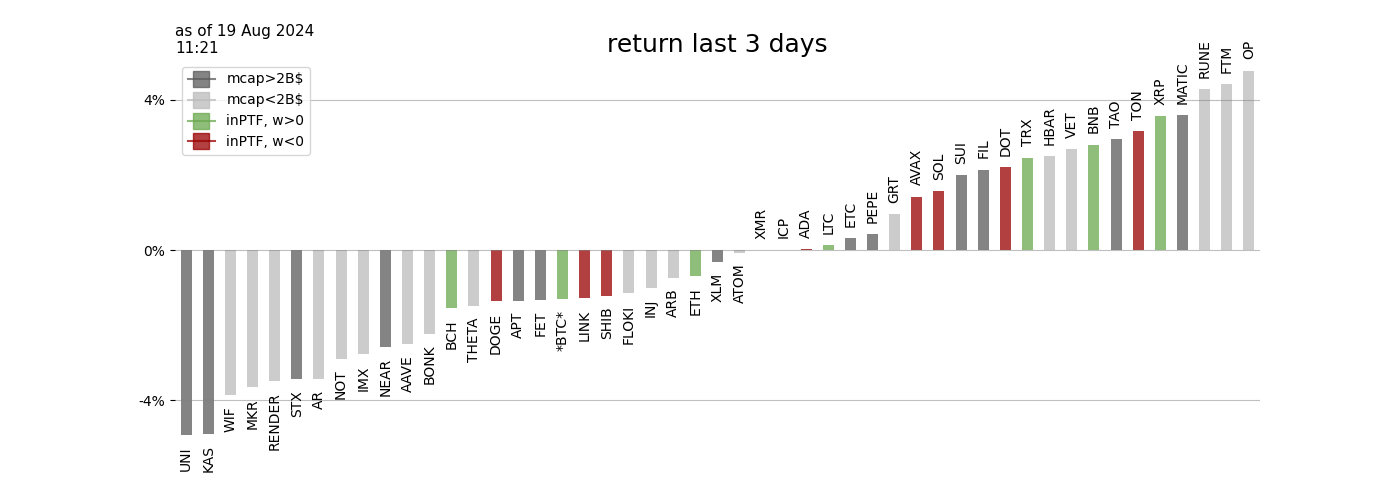 as of 19 Aug 2024
11:21
return last 3 days
mcap>2B$
mcap<2B$
inPTF, w>0
inPTF, w<0
4%
0%
-4%
UNI
KAS
WIF
MKR
RENDER
STX
AR
NOT
IMX
NEAR
AAVE
BONK
BCH
THETA
DOGE
APT
FET
*BTC*
LINK
SHIB
FLOKI
INJ
ARB
ETH
XLM
ATOM
XMR
ICP
ADA
LTC
ETC
PEPE
GRT
AVAX
SOL
SUI
FIL
DOT
TRX
HBAR
VET
BNB
TAO
TON
XRP
MATIC
RUNE
FTM
OP